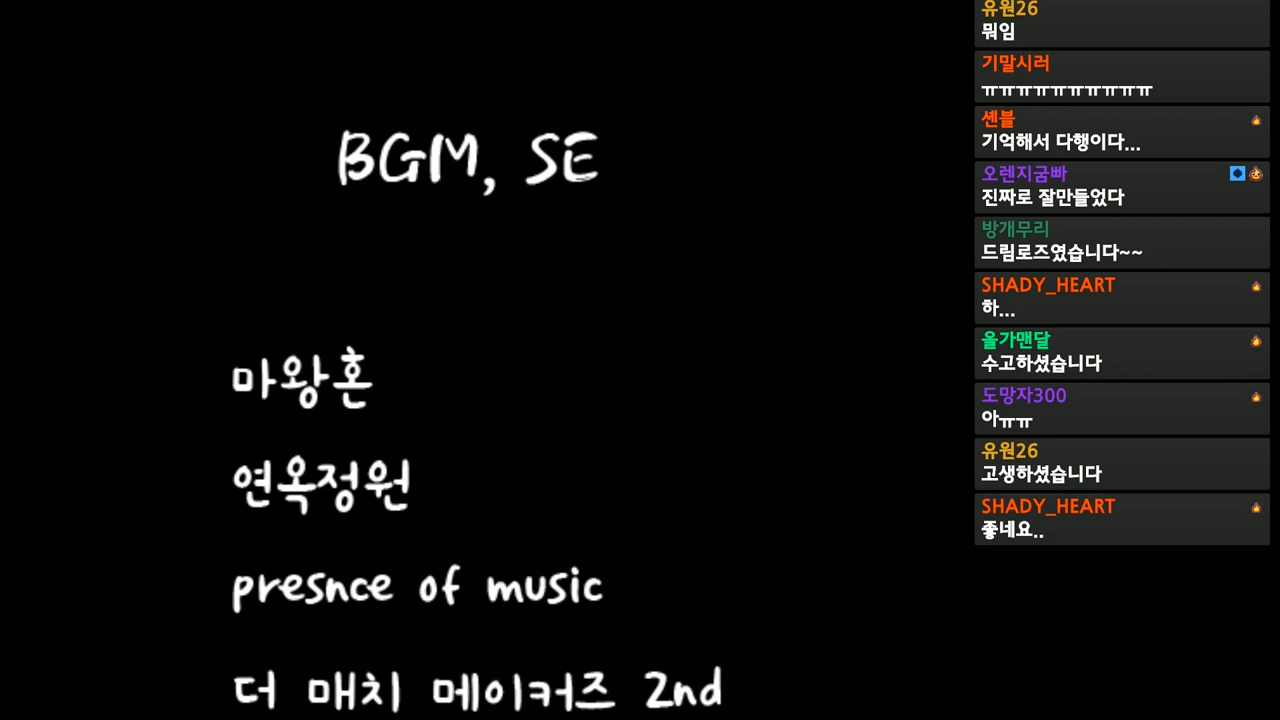 BGM, SE
마왕혼
연옥정원
presnce of music
더 매치 메이커즈 2nd
유원26
뭐임
기말시러
ㅠㅠㅠㅠㅠㅠㅠㅠㅠㅠ
셴블
기억해서 다행이다...
오렌지굼빠
진짜로 잘만들었다
방개무리
드림로즈였습니다~~
SHADY_HEART
하...
올가맨달
수고하셨습니다
도망자300
아ㅠㅠ
유원26
고생하셨습니다
SHADY_HEART
좋네요..